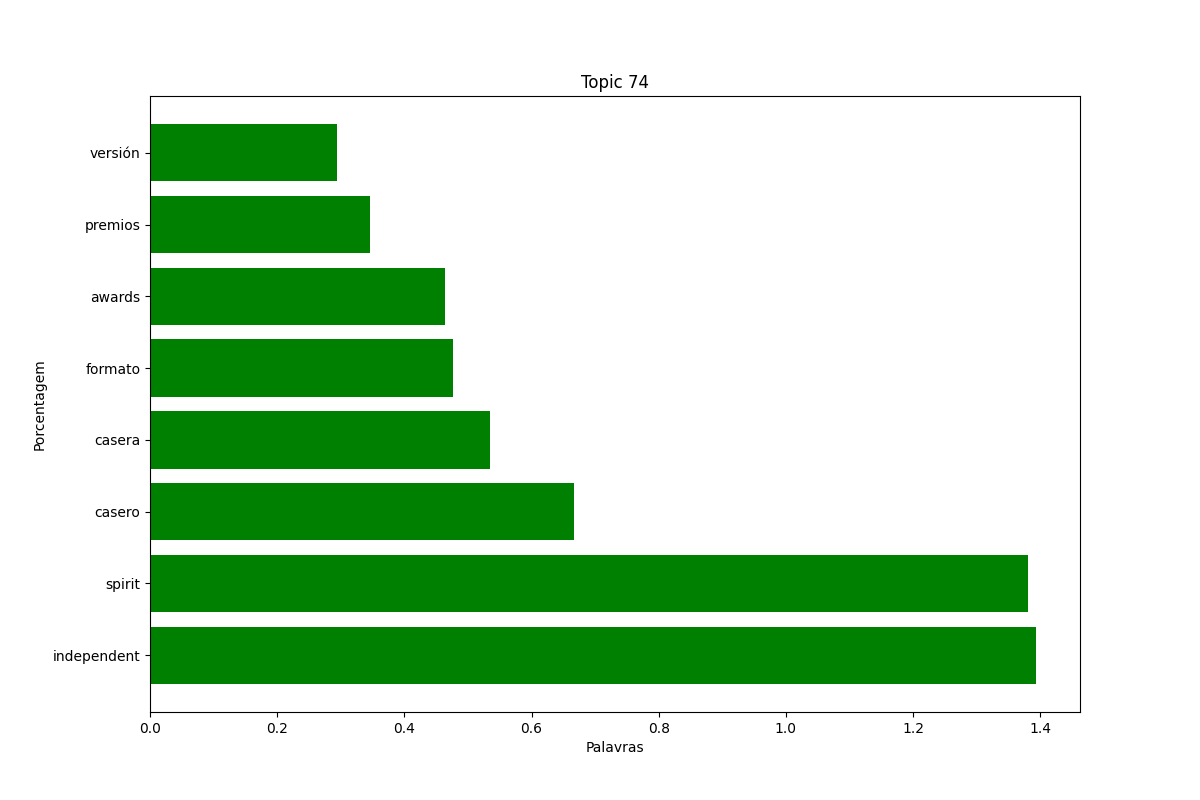 Topic 74
versión
premios
awards
formato
casera
casero
spirit
independent
Porcentagem
0.0 0.2 0.4 0.6 0.8 1.0 1.2 1.4
Palavras